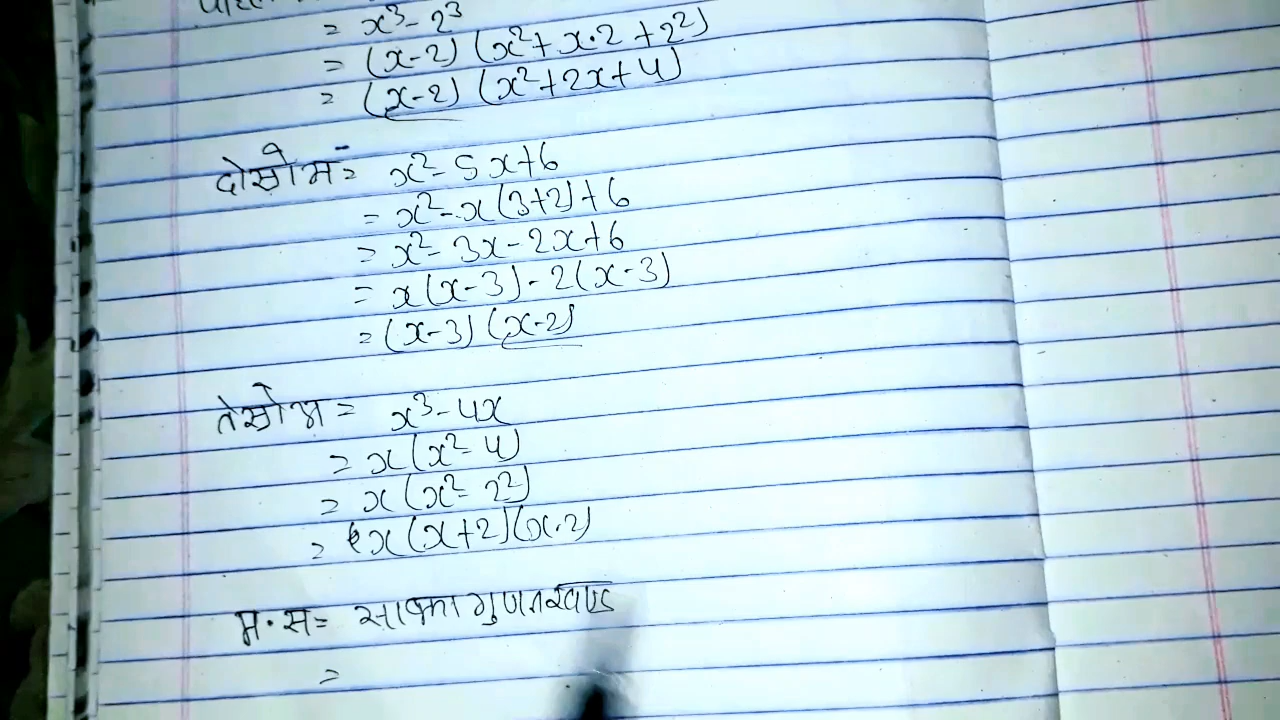 = x³-2³
= (x-2) (x²+x·2+2²)
= (x-2) (x²+2x+4)
दोस्रोमं= x²-5x+6
= x²-x(3+2)+6
= x²-3x-2x+6
= x(x-3)-2(x-3)
= (x-3) (x-2)
तेस्रोम = x³-4x
= x(x²-4)
= x(x²-2²)
= x(x+2)(x-2)
म.स= साझा गुणनखण्ड
=